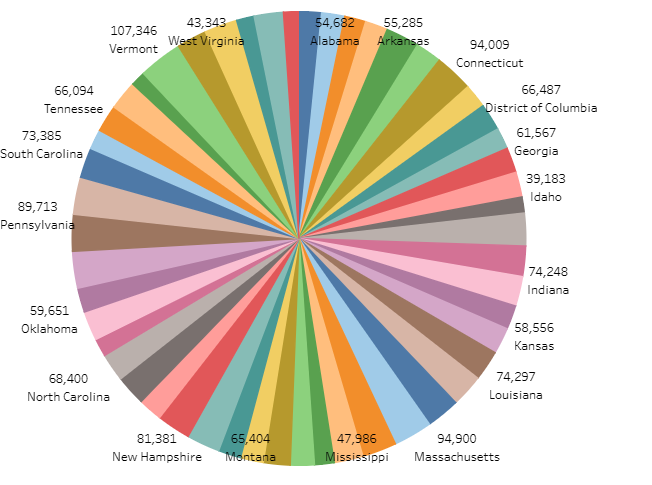 54,682
Alabama
55,285
Arkansas
94,009
Connecticut
66,487
District of Columbia
61,567
Georgia
39,183
Idaho
74,248
Indiana
58,556
Kansas
74,297
Louisiana
94,900
Massachusetts
47,986
Mississippi
65,404
Montana
81,381
New Hampshire
68,400
North Carolina
59,651
Oklahoma
89,713
Pennsylvania
73,385
South Carolina
66,094
Tennessee
107,346
Vermont
43,343
West Virginia